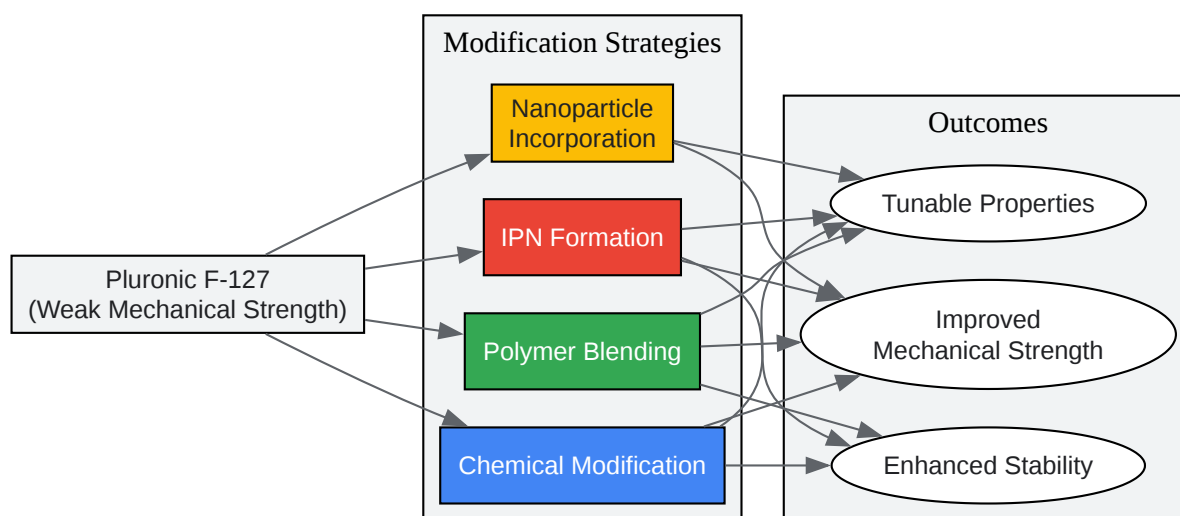 Modification Strategies
Nanoparticle
Incorporation
IPN Formation
Polymer Blending
Chemical Modification
Pluronic F-127
(Weak Mechanical Strength)
Outcomes
Tunable Properties
Improved
Mechanical Strength
Enhanced Stability